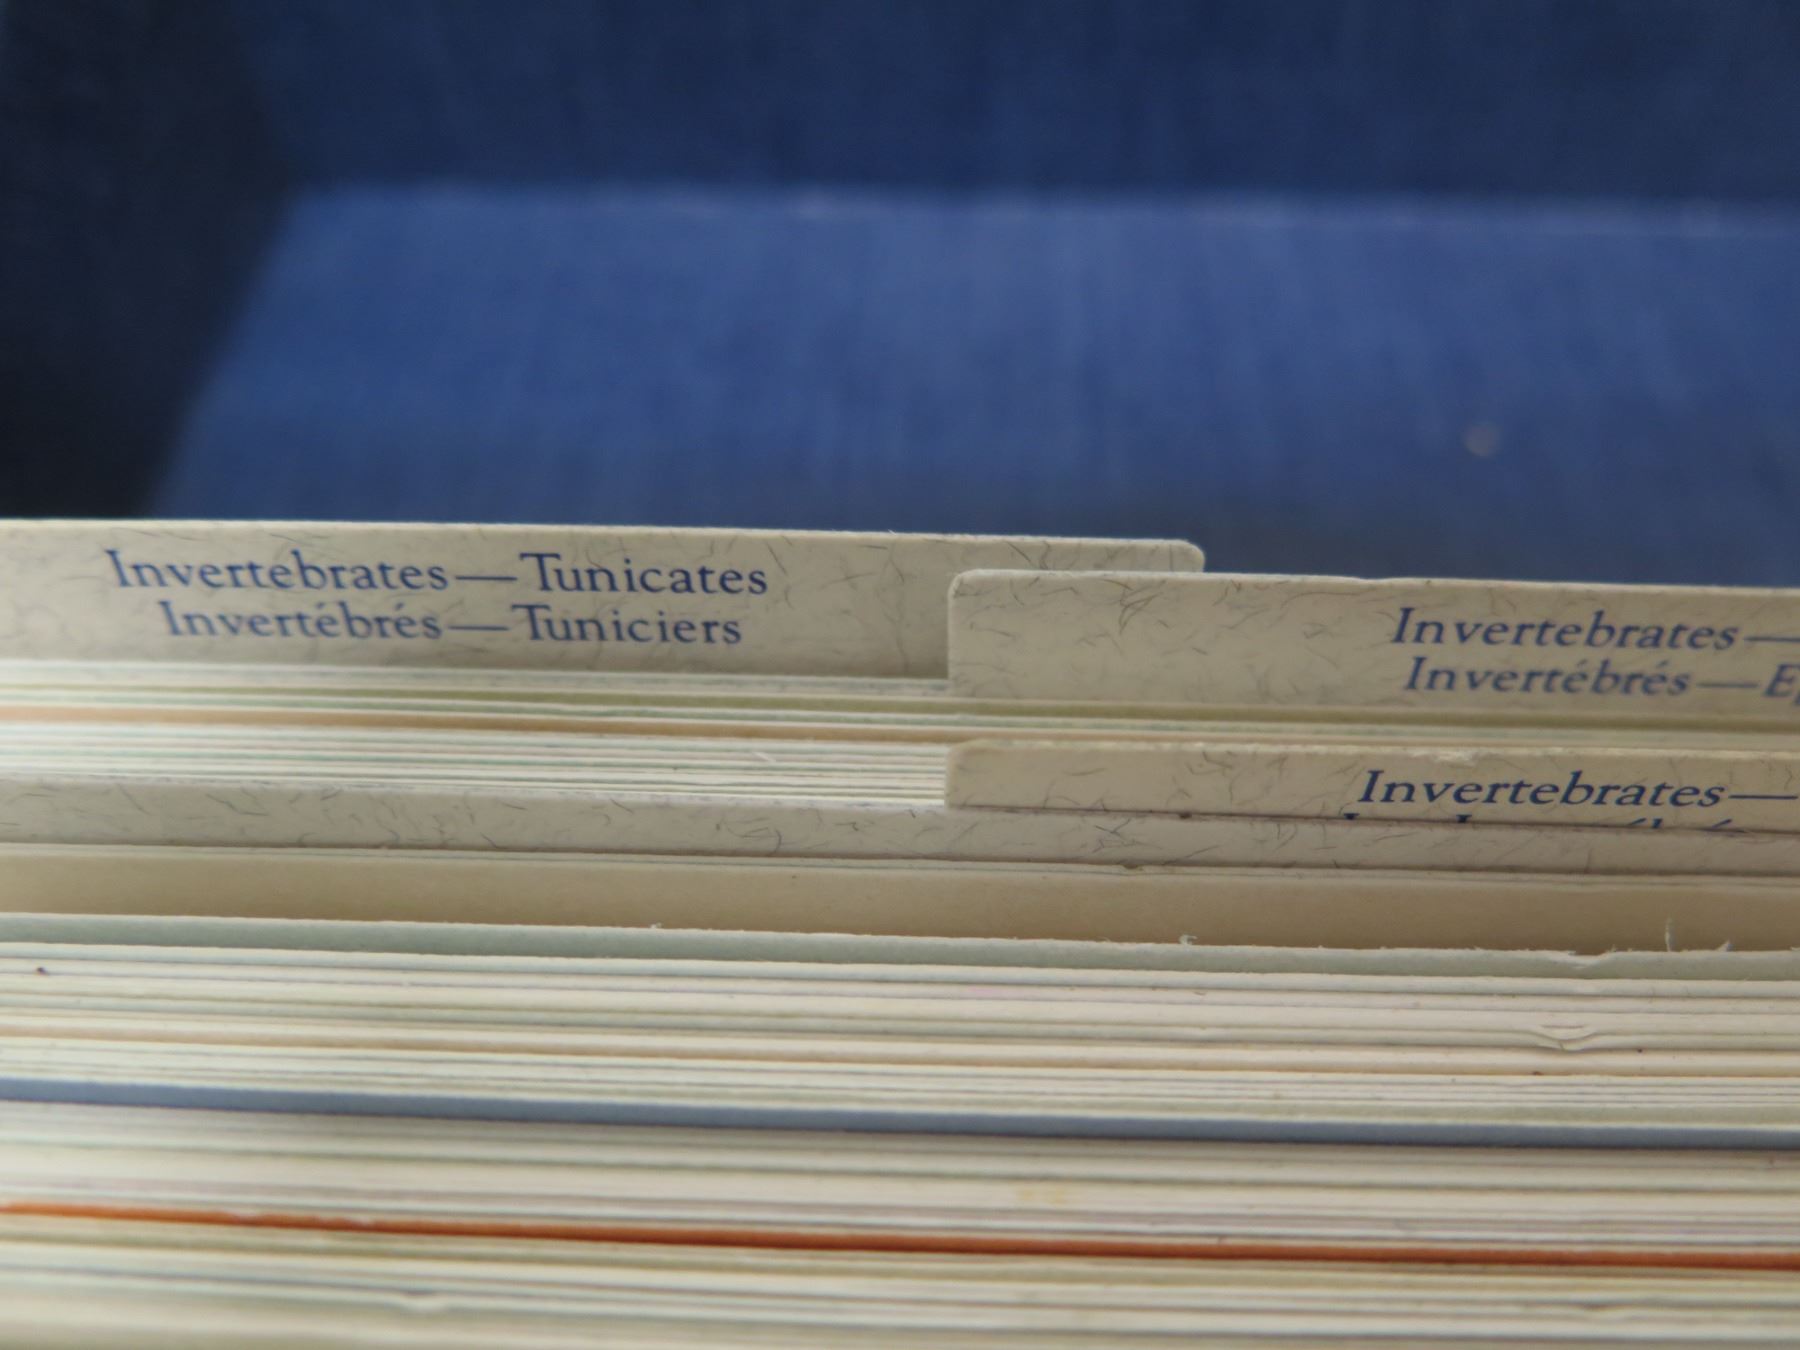 Invertebrates—Tunicates
Invertébrés—Tuniciers
Invertebrates—
Invertébrés—
Invertebrates—